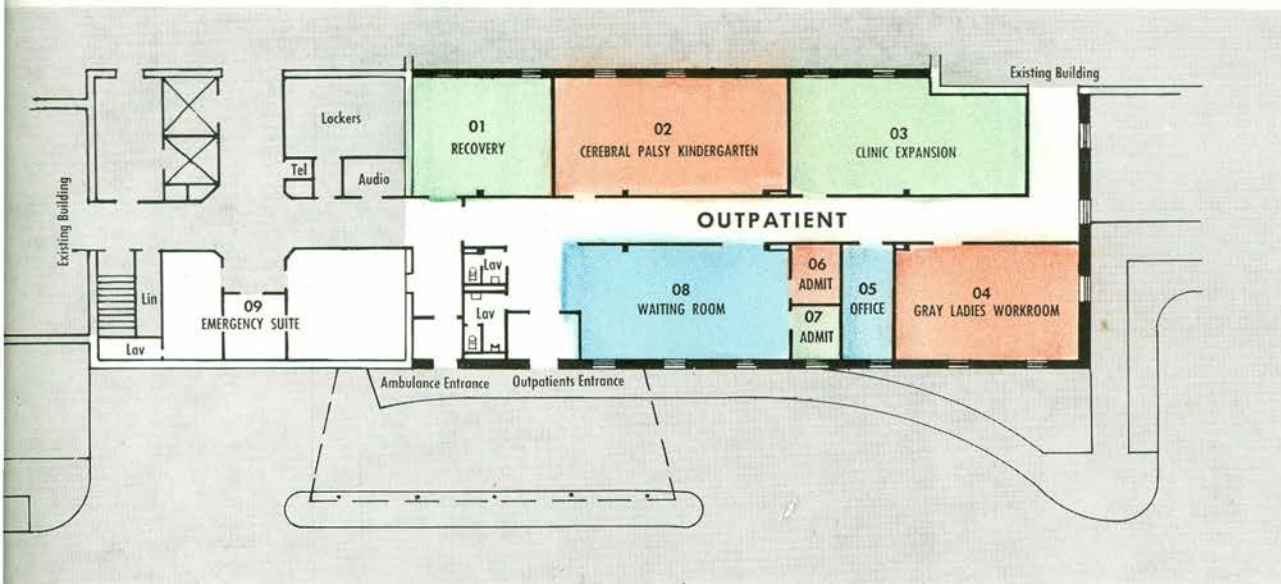 Existing Building
Lockers
01
RECOVERY
02
CEREBRAL PALSY KINDERGARTEN
03
CLINIC EXPANSION
Tel
Audio
OUTPATIENT
Existing Building
Lin
09
EMERGENCY SUITE
Lav
Lav
Lav
08
WAITING ROOM
06
ADMIT
07
ADMIT
05
OFFICE
04
GRAY LADIES WORKROOM
Ambulance Entrance
Outpatients Entrance